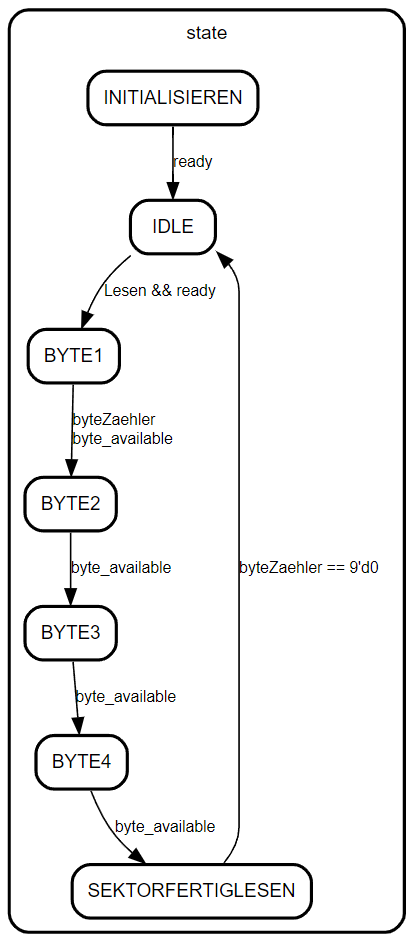 state
INITIALISIEREN
ready
IDLE
Lesen && ready
BYTE1
byteZaehler
byte_available
BYTE2
byte_available
byteZaehler == 9'd0
BYTE3
byte_available
BYTE4
byte_available
SEKTORFERTIGLESEN